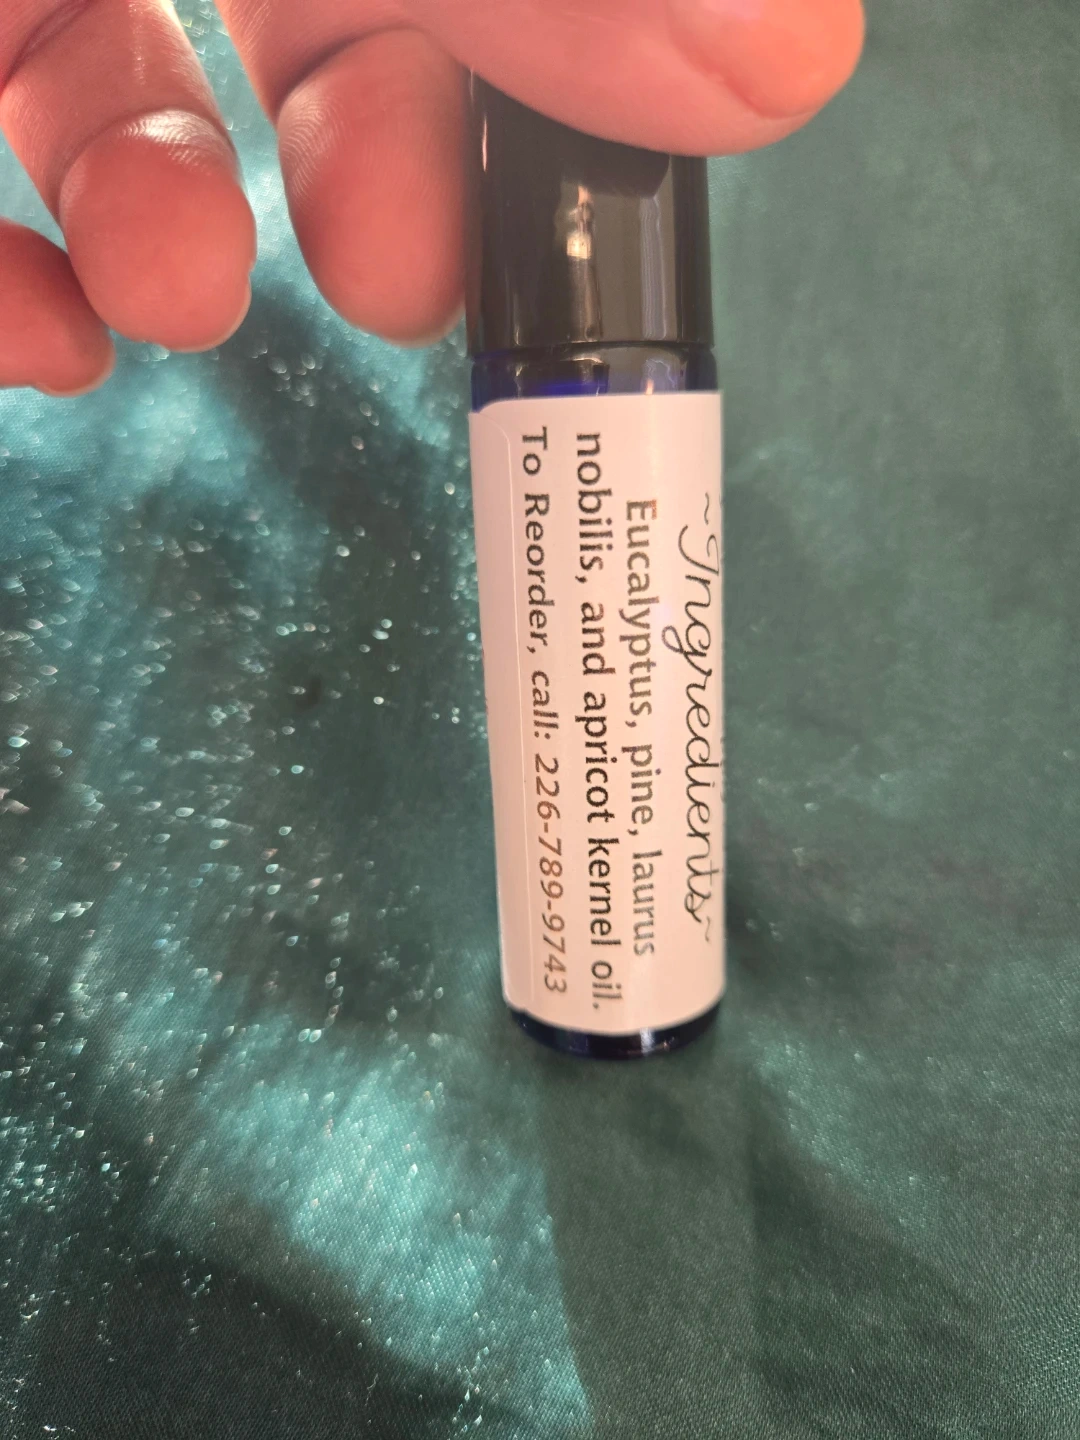 ~Ingredients~
Eucalyptus, pine, laurus
nobilis, and apricot kernel oil.
To Reorder, call: 226-789-9743